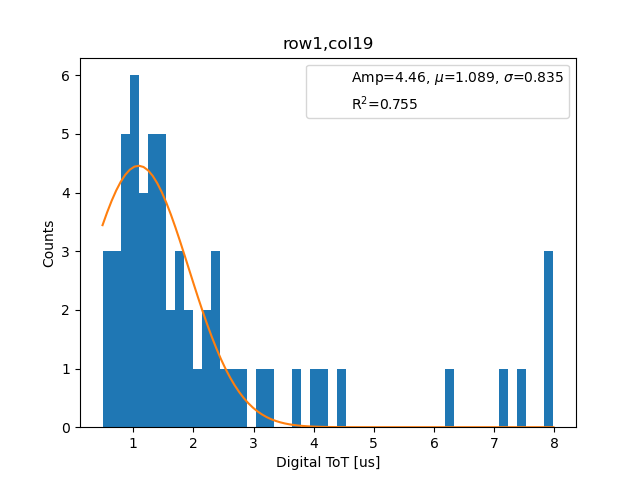 row1,col19
Amp=4.46, μ=1.089, σ=0.835
R²=0.755
Counts
6
5
4
3
2
1
0
1 2 3 4 5 6 7 8
Digital ToT [us]